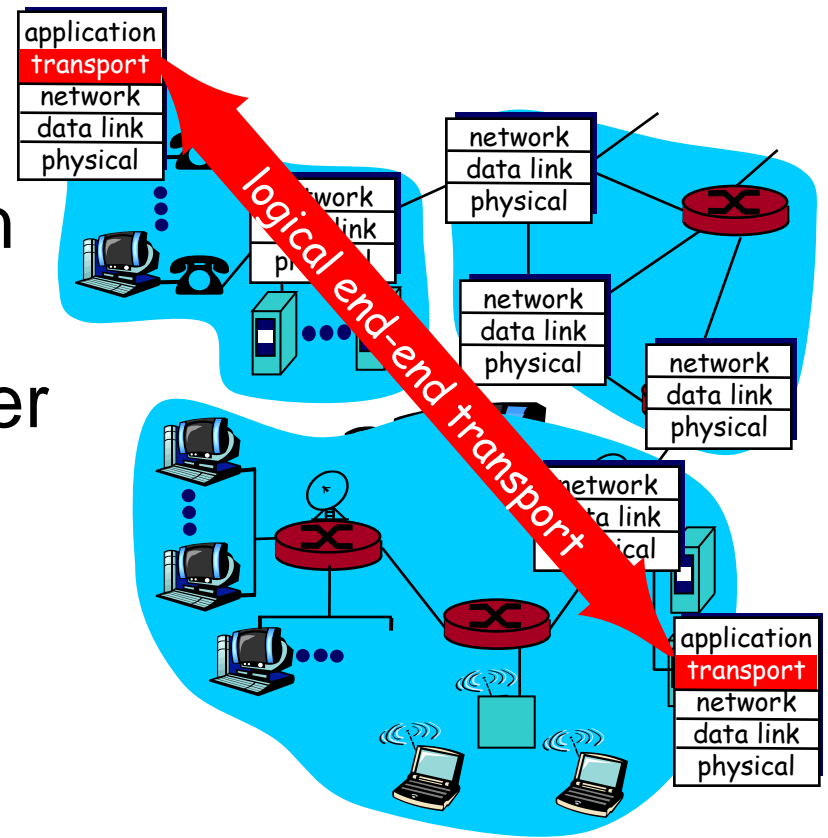 application
transport
network
data link
physical
n
er
network
data link
physical
network
data link
physical
network
data link
physical
logical end-end transport
application
transport
network
data link
physical